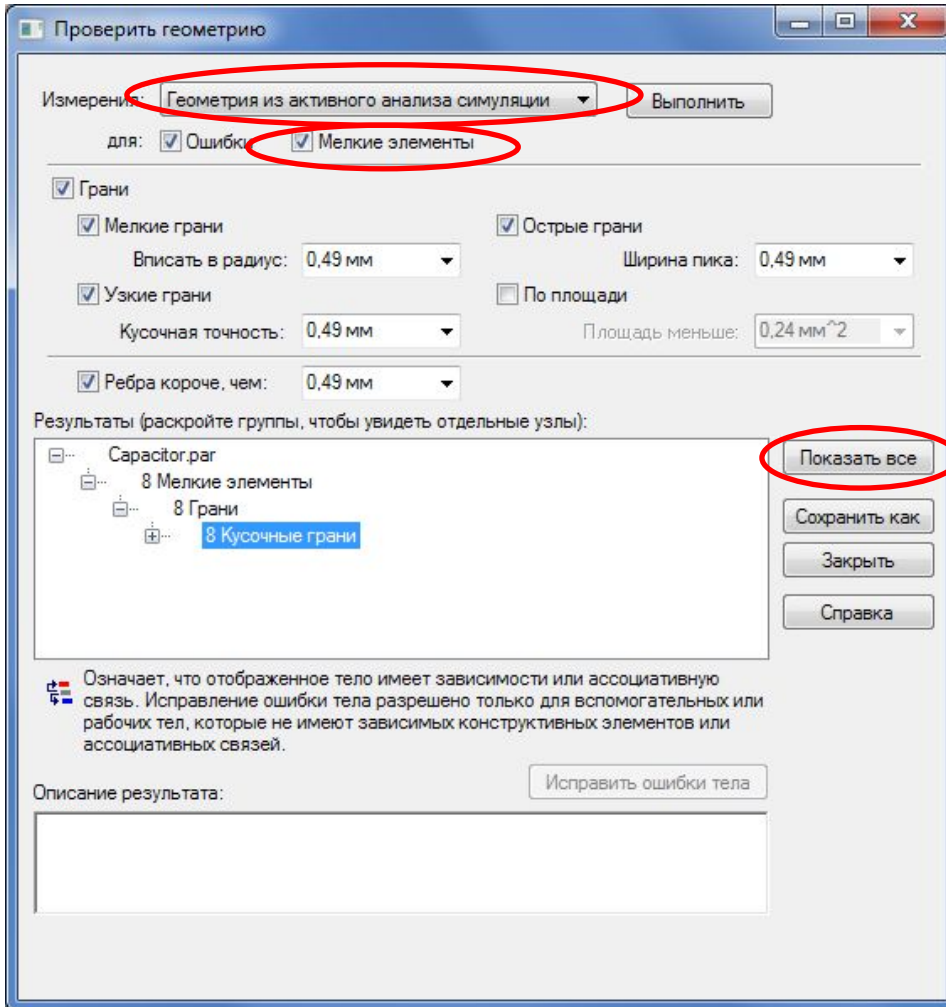 Проверить геометрию
Измерения: Геометрия из активного анализа симуляции Выполнить
для: Ошибки Мелкие элементы
Грани
Мелкие грани Острые грани
Вписать в радиус: 0,49 мм Ширина пика: 0,49 мм
Узкие грани По площади
Кусочная точность: 0,49 мм Площадь меньше: 0,24 мм^2
Ребра короче, чем: 0,49 мм
Результаты (раскройте группы, чтобы увидеть отдельные узлы):
Capacitor.par Показать все
8 Мелкие элементы
8 Грани Сохранить как
8 Кусочные грани
Закрыть
Справка
Означает, что отображенное тело имеет зависимости или ассоциативную
связь. Исправление ошибки тела разрешено только для вспомогательных или
рабочих тел, которые не имеют зависимых конструктивных элементов или
ассоциативных связей.
Исправить ошибки тела
Описание результата: